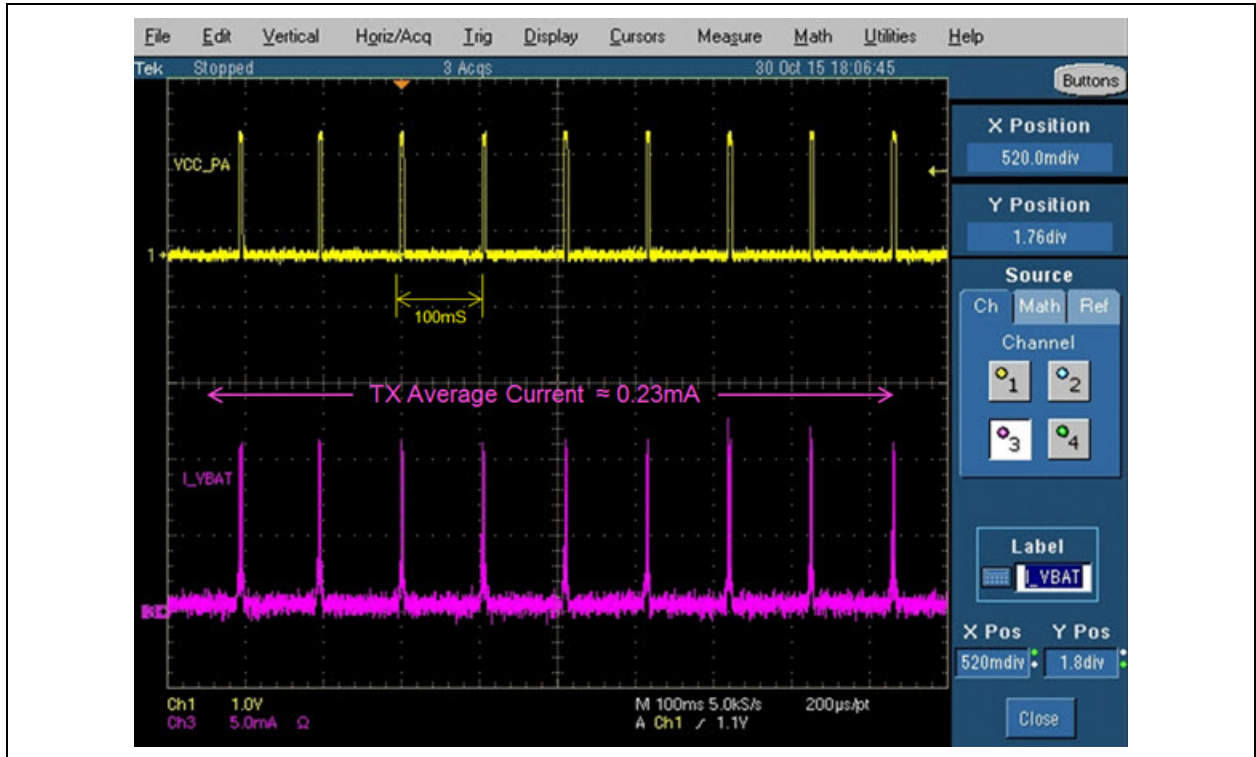 File Edit Vertical Horiz/Acq Trig Display Cursors Measure Math Utilities Help
Tek Stopped 3 Acqs 30 Oct 15 18:06:45
Buttons
X Position
520.0mdiv
Y Position
1.76div
Source
Ch Math Ref
Channel
1 2
3 4
Label
I_VBAT
X Pos Y Pos
520mdiv 1.8div
Close
VCC_PA
1
100mS
TX Average Current ≈ 0.23mA
I_VBAT
3
Ch1 1.0V M 100ms 5.0kS/s 200µs/pt
Ch3 5.0mA Ω A Ch1 / 1.1V